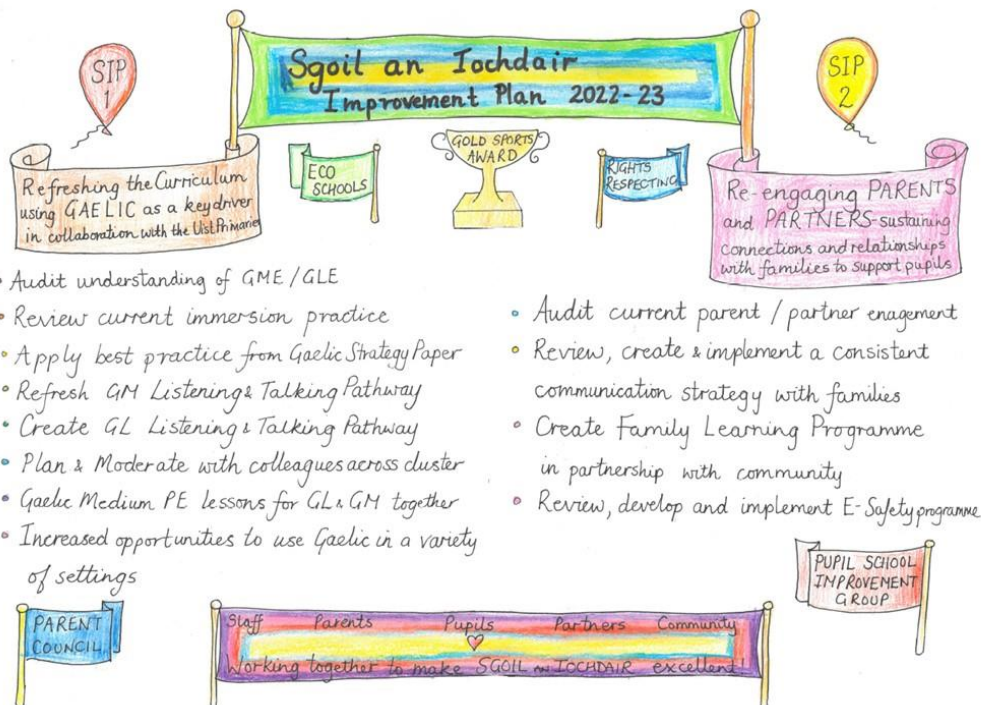 Sgoil an Iochdair
Improvement Plan 2022-23
SIP
1
SIP
2
ECO
SCHOOLS
GOLD SPORTS
AWARD
RIGHTS
RESPECTING
Refreshing the Curriculum
using GAELIC as a key driver
in collaboration with the Uist Primaries
Re-engaging PARENTS
and PARTNERS-sustaining
connections and relationships
with families to support pupils
• Audit understanding of GME/GLE
• Review current immersion practice
• Apply best practice from Gaelic Strategy Paper
• Refresh GM Listening & Talking Pathway
• Create GL Listening & Talking Pathway
• Plan & Moderate with colleagues across cluster
• Gaelic Medium PE lessons for GL & GM together
• Increased opportunities to use Gaelic in a variety
of settings
• Audit current parent / partner enagement
• Review, create & implement a consistent
communication strategy with families
• Create Family Learning Programme
in partnership with community
• Review, develop and implement E-Safety programme
PARENT
COUNCIL
PUPIL SCHOOL
IMPROVEMENT
GROUP
Staff Parents Pupils Partners Community
Working together to make SGOIL AN IOCHDAIR excellent!